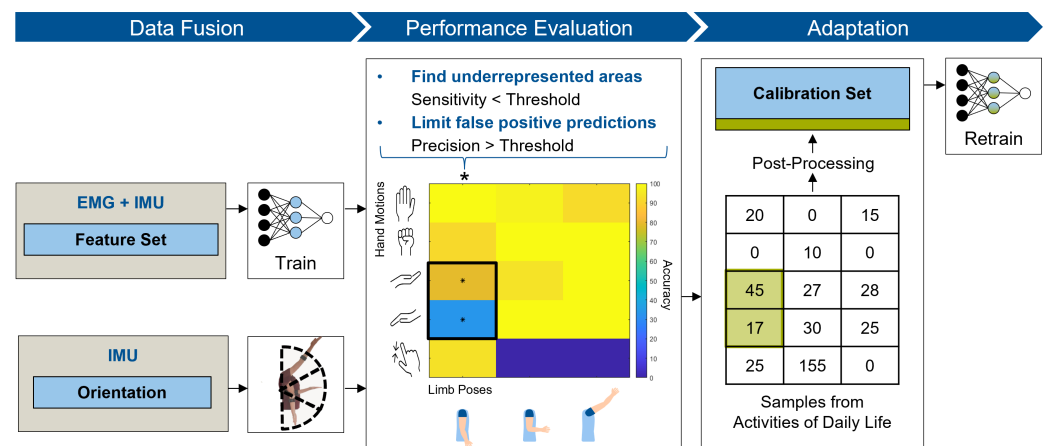 Data Fusion
Performance Evaluation
Adaptation
EMG + IMU
Feature Set
Train
IMU
Orientation
• Find underrepresented areas
Sensitivity < Threshold
• Limit false positive predictions
Precision > Threshold
*
Hand Motions
*
*
100
90
80
70
60
50
40
30
20
10
0
Accuracy
Limb Poses
Calibration Set
Post-Processing
20 0 15
0 10 0
45 27 28
17 30 25
25 155 0
Samples from
Activities of Daily Life
Retrain